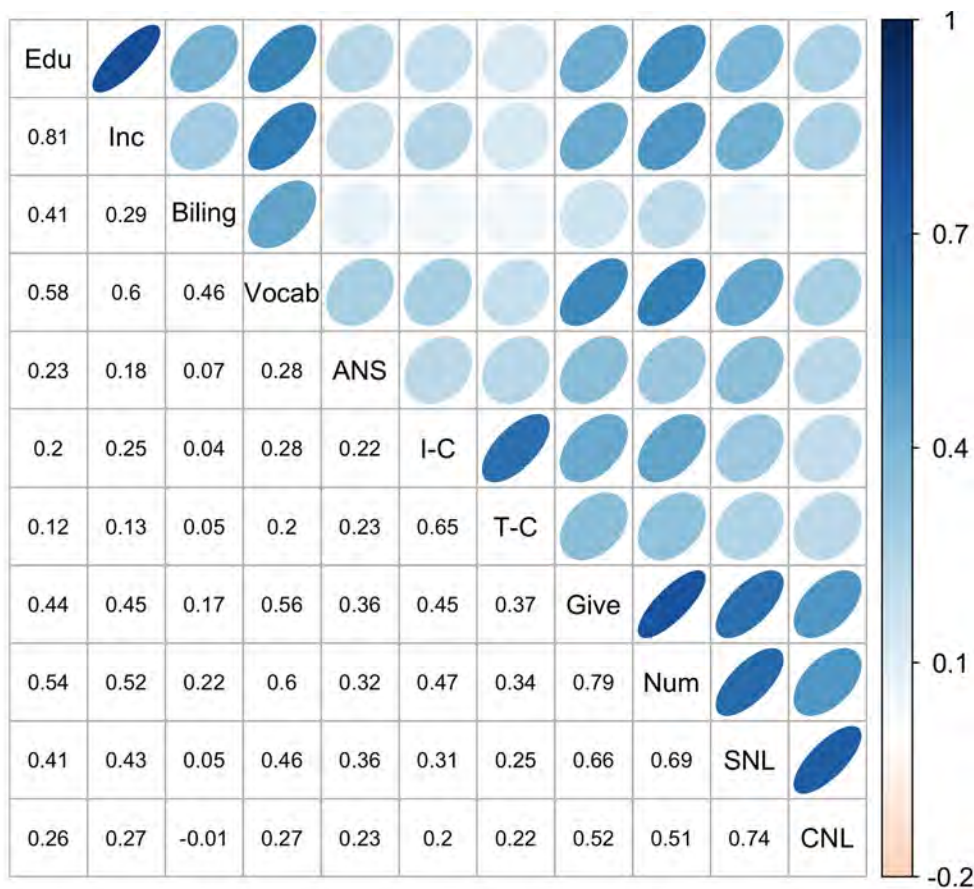 1
Edu
0.81 Inc
0.41 0.29 Biling
0.7
0.58 0.6 0.46 Vocab
0.23 0.18 0.07 0.28 ANS
0.2 0.25 0.04 0.28 0.22 I-C
0.4
0.12 0.13 0.05 0.2 0.23 0.65 T-C
0.44 0.45 0.17 0.56 0.36 0.45 0.37 Give
0.1
0.54 0.52 0.22 0.6 0.32 0.47 0.34 0.79 Num
0.41 0.43 0.05 0.46 0.36 0.31 0.25 0.66 0.69 SNL
0.26 0.27 -0.01 0.27 0.23 0.2 0.22 0.52 0.51 0.74 CNL
-0.2